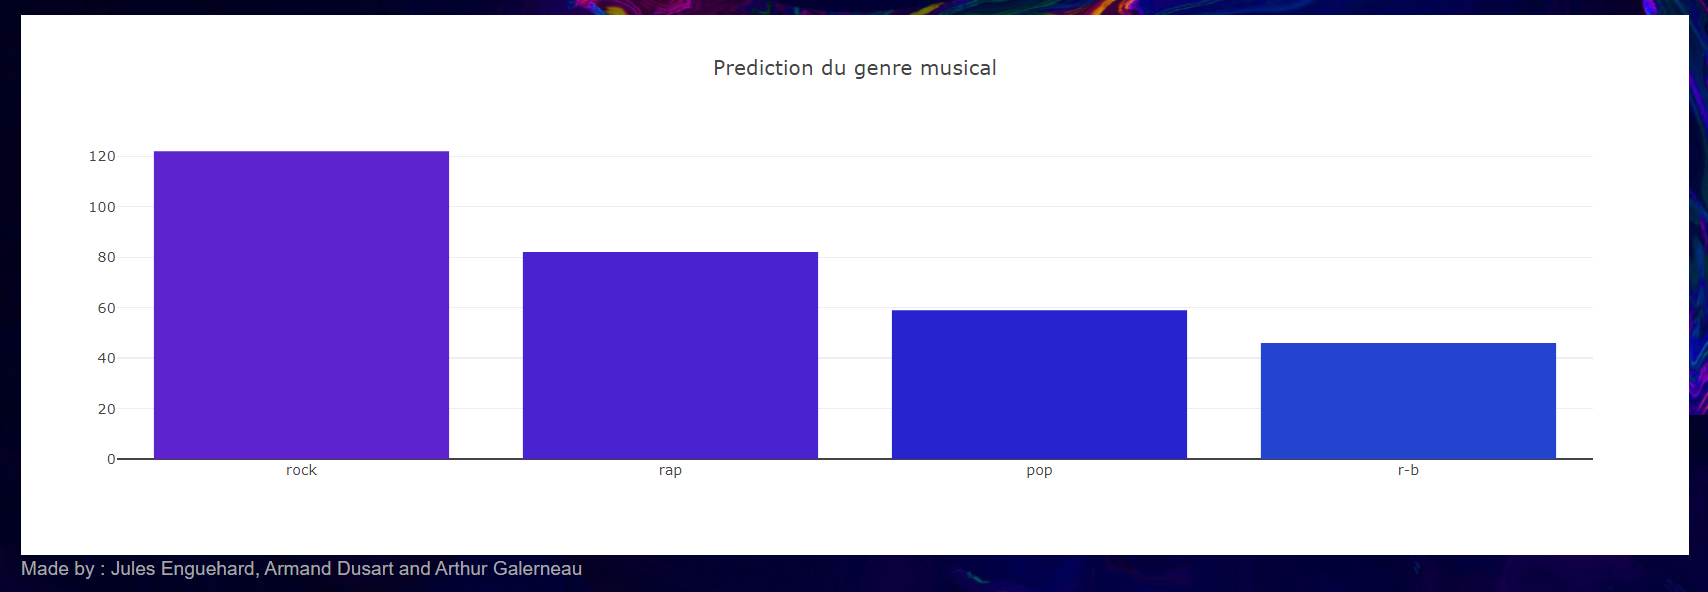 Prediction du genre musical
120
100
80
60
40
20
0
rock rap pop r-b
Made by : Jules Enguehard, Armand Dusart and Arthur Galerneau